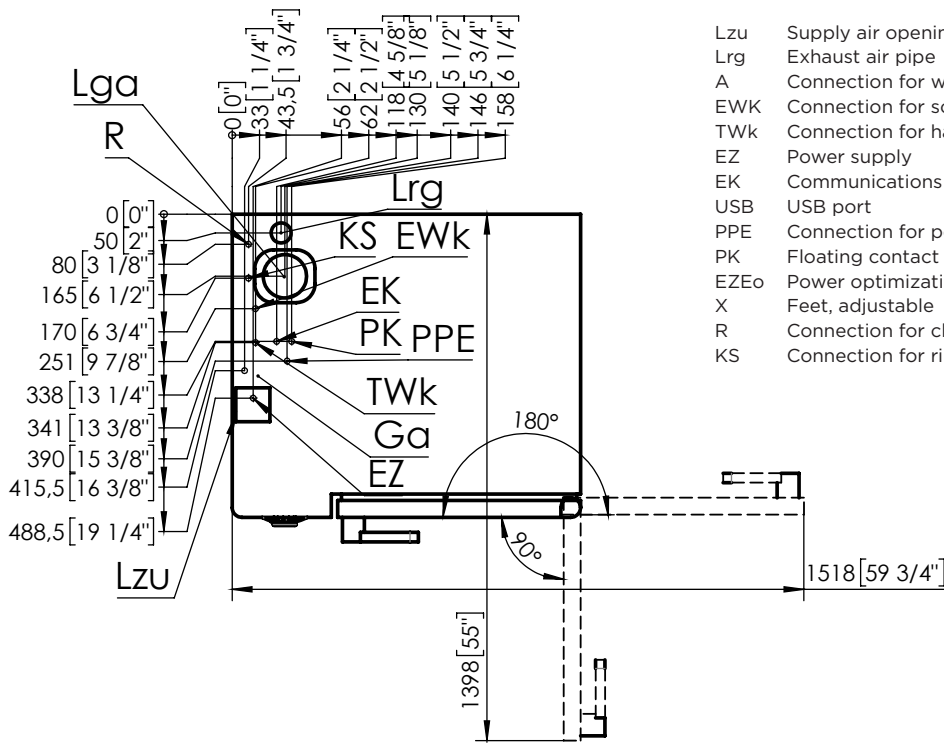 0 [0"]
33 [1 1/4"]
43,5 [1 3/4"]
56 [2 1/4"]
62 [2 1/2"]
118 [4 5/8"]
130 [5 1/8"]
140 [5 1/2"]
146 [5 3/4"]
158 [6 1/4"]
Lga
R
Lrg
KS EWk
EK
PK PPE
TWk
Ga
EZ
Lzu
0 [0"]
50 [2"]
80 [3 1/8"]
165 [6 1/2"]
170 [6 3/4"]
251 [9 7/8"]
338 [13 1/4"]
341 [13 3/8"]
390 [15 3/8"]
415,5 [16 3/8"]
488,5 [19 1/4"]
180°
90°
1518 [59 3/4"]
1398 [55"]
Lzu Supply air
Lrg Exhaust air pipe
A Connection for
EWK Connection for
TWk Connection for
EZ Power supply
EK Communications
USB USB port
PPE Connection for
PK Floating contact
EZEo Power
X Feet, adjustable
R Connection for
KS Connection for